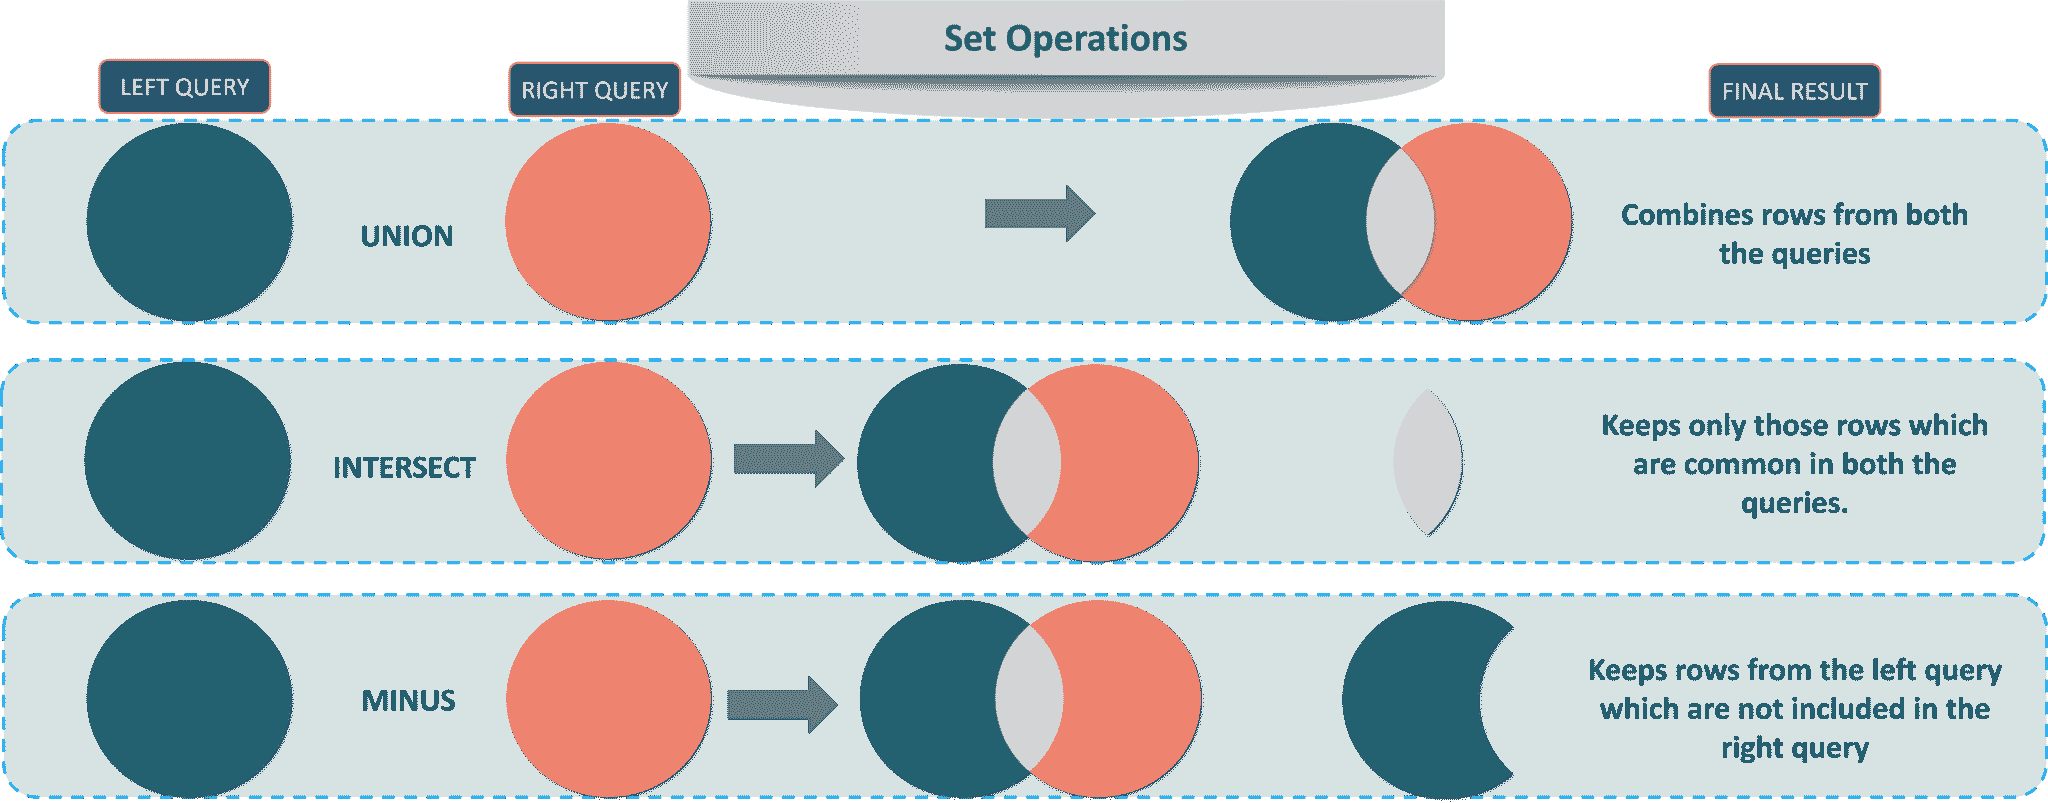 Set Operations
LEFT QUERY
RIGHT QUERY
FINAL RESULT
UNION
Combines rows from both
the queries
INTERSECT
Keeps only those rows which
are common in both the
queries.
MINUS
Keeps rows from the left query
which are not included in the
right query